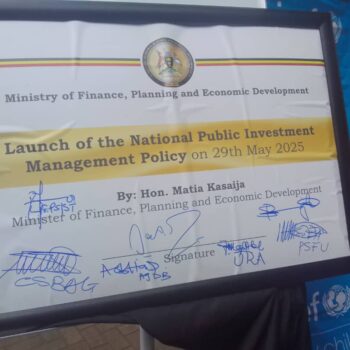 Ministry of Finance, Planning and Economic Development
Launch of the National Public Investment
Management Policy on 29th May 2025
By: Hon. Matia Kasaija
Minister of Finance, Planning and Economic Development
Signature
CSBAG
URA
PSFU